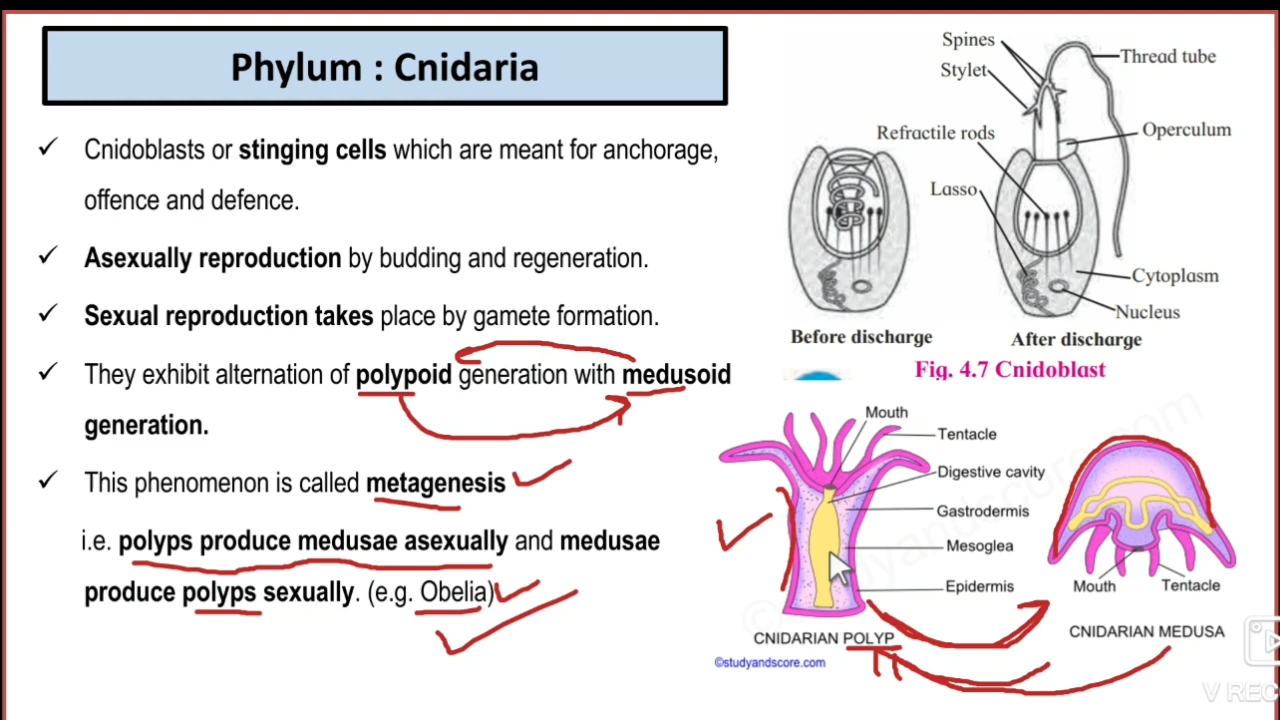 Phylum : Cnidaria
✓ Cnidoblasts or stinging cells which are meant for anchorage,
offence and defence.
✓ Asexually reproduction by budding and regeneration.
✓ Sexual reproduction takes place by gamete formation.
✓ They exhibit alternation of polypoid generation with medusoid
generation.
✓ This phenomenon is called metagenesis
i.e. polyps produce medusae asexually and medusae
produce polyps sexually. (e.g. Obelia)
Spines
Stylet
Thread tube
Refractile rods
Operculum
Lasso
Cytoplasm
Nucleus
Before discharge
After discharge
Fig. 4.7 Cnidoblast
Mouth
Tentacle
Digestive cavity
Gastrodermis
Mesoglea
Epidermis
CNIDARIAN POLYP
Mouth
Tentacle
CNIDARIAN MEDUSA
©studyandscore.com
©studyandscore.com
V REC